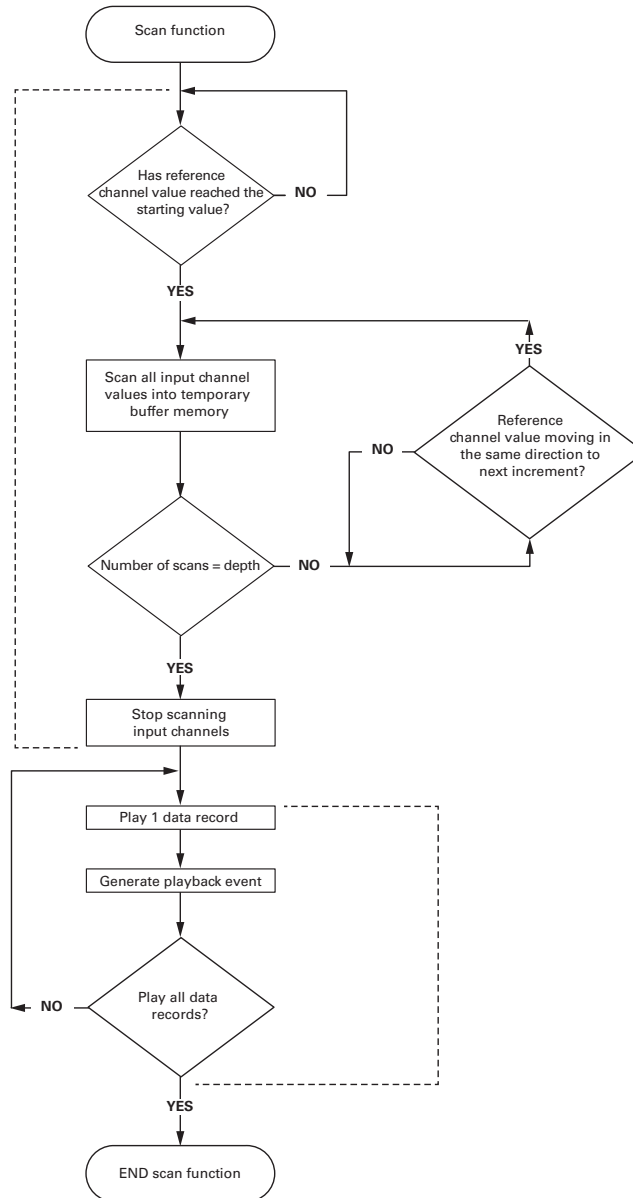 Scan function
Has reference
channel value reached the
starting value?
NO
YES
YES
Scan all input channel
values into temporary
buffer memory
Reference
channel value moving in
the same direction to
next increment?
NO
Number of scans = depth
NO
YES
Stop scanning
input channels
Play 1 data record
Generate playback event
Play all data
records?
NO
YES
END scan function